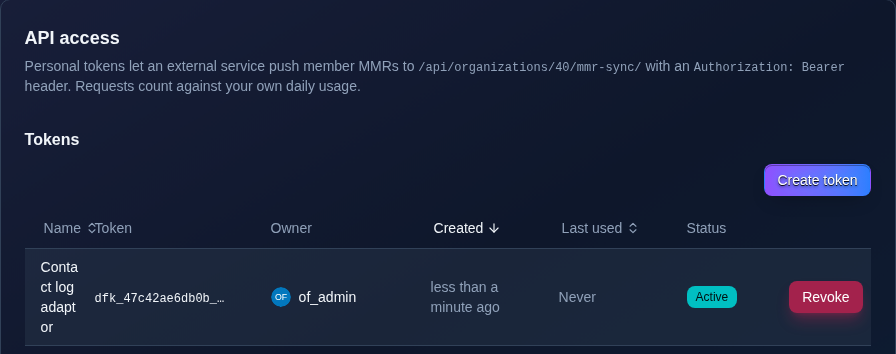 API access
Personal tokens let an external service push member MMRs to /api/organizations/40/mmr-sync/ with an Authorization: Bearer
header. Requests count against your own daily usage.
Tokens
Create token
Name Token Owner Created Last used Status
Conta
ct log
adapt
or
dfk_47c42ae6db0b_…
OF of_admin
less than a
minute ago
Never
Active
Revoke